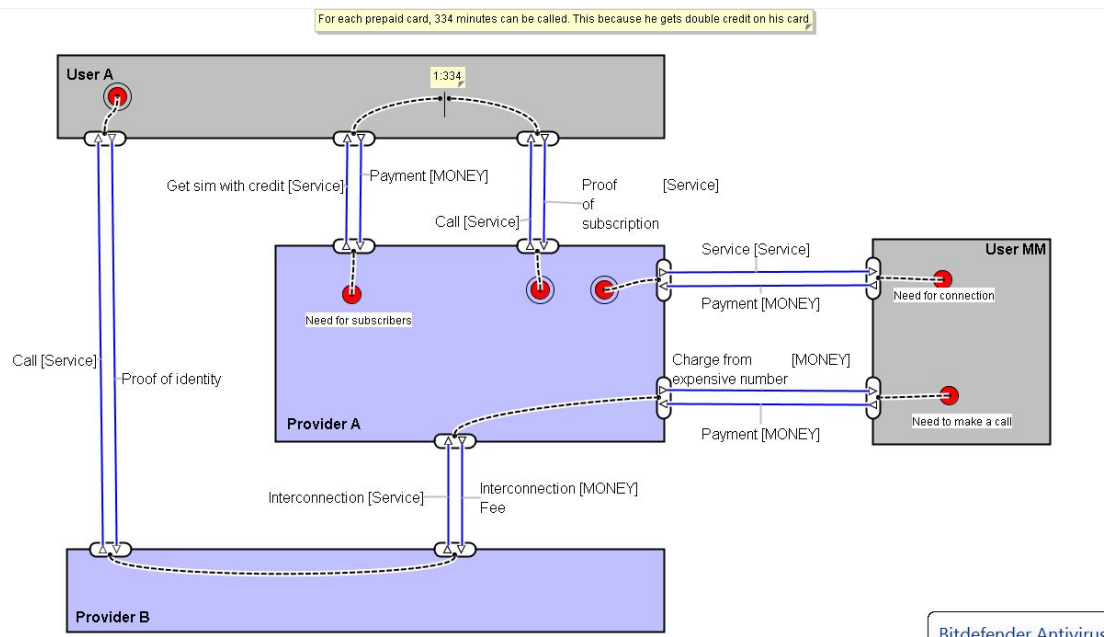 For each prepaid card, 334 minutes can be called. This because he gets double credit on his card
User A
1:334
Get sim with credit [Service]
Payment [MONEY]
Proof [Service]
of
subscription
Call [Service]
User MM
Service [Service]
Need for connection
Payment [MONEY]
Need for subscribers
Call [Service]
Proof of identity
Charge from [MONEY]
expensive number
Provider A
Need to make a call
Payment [MONEY]
Interconnection [Service]
Interconnection [MONEY]
Fee
Provider B
Bitdefender Antivirus